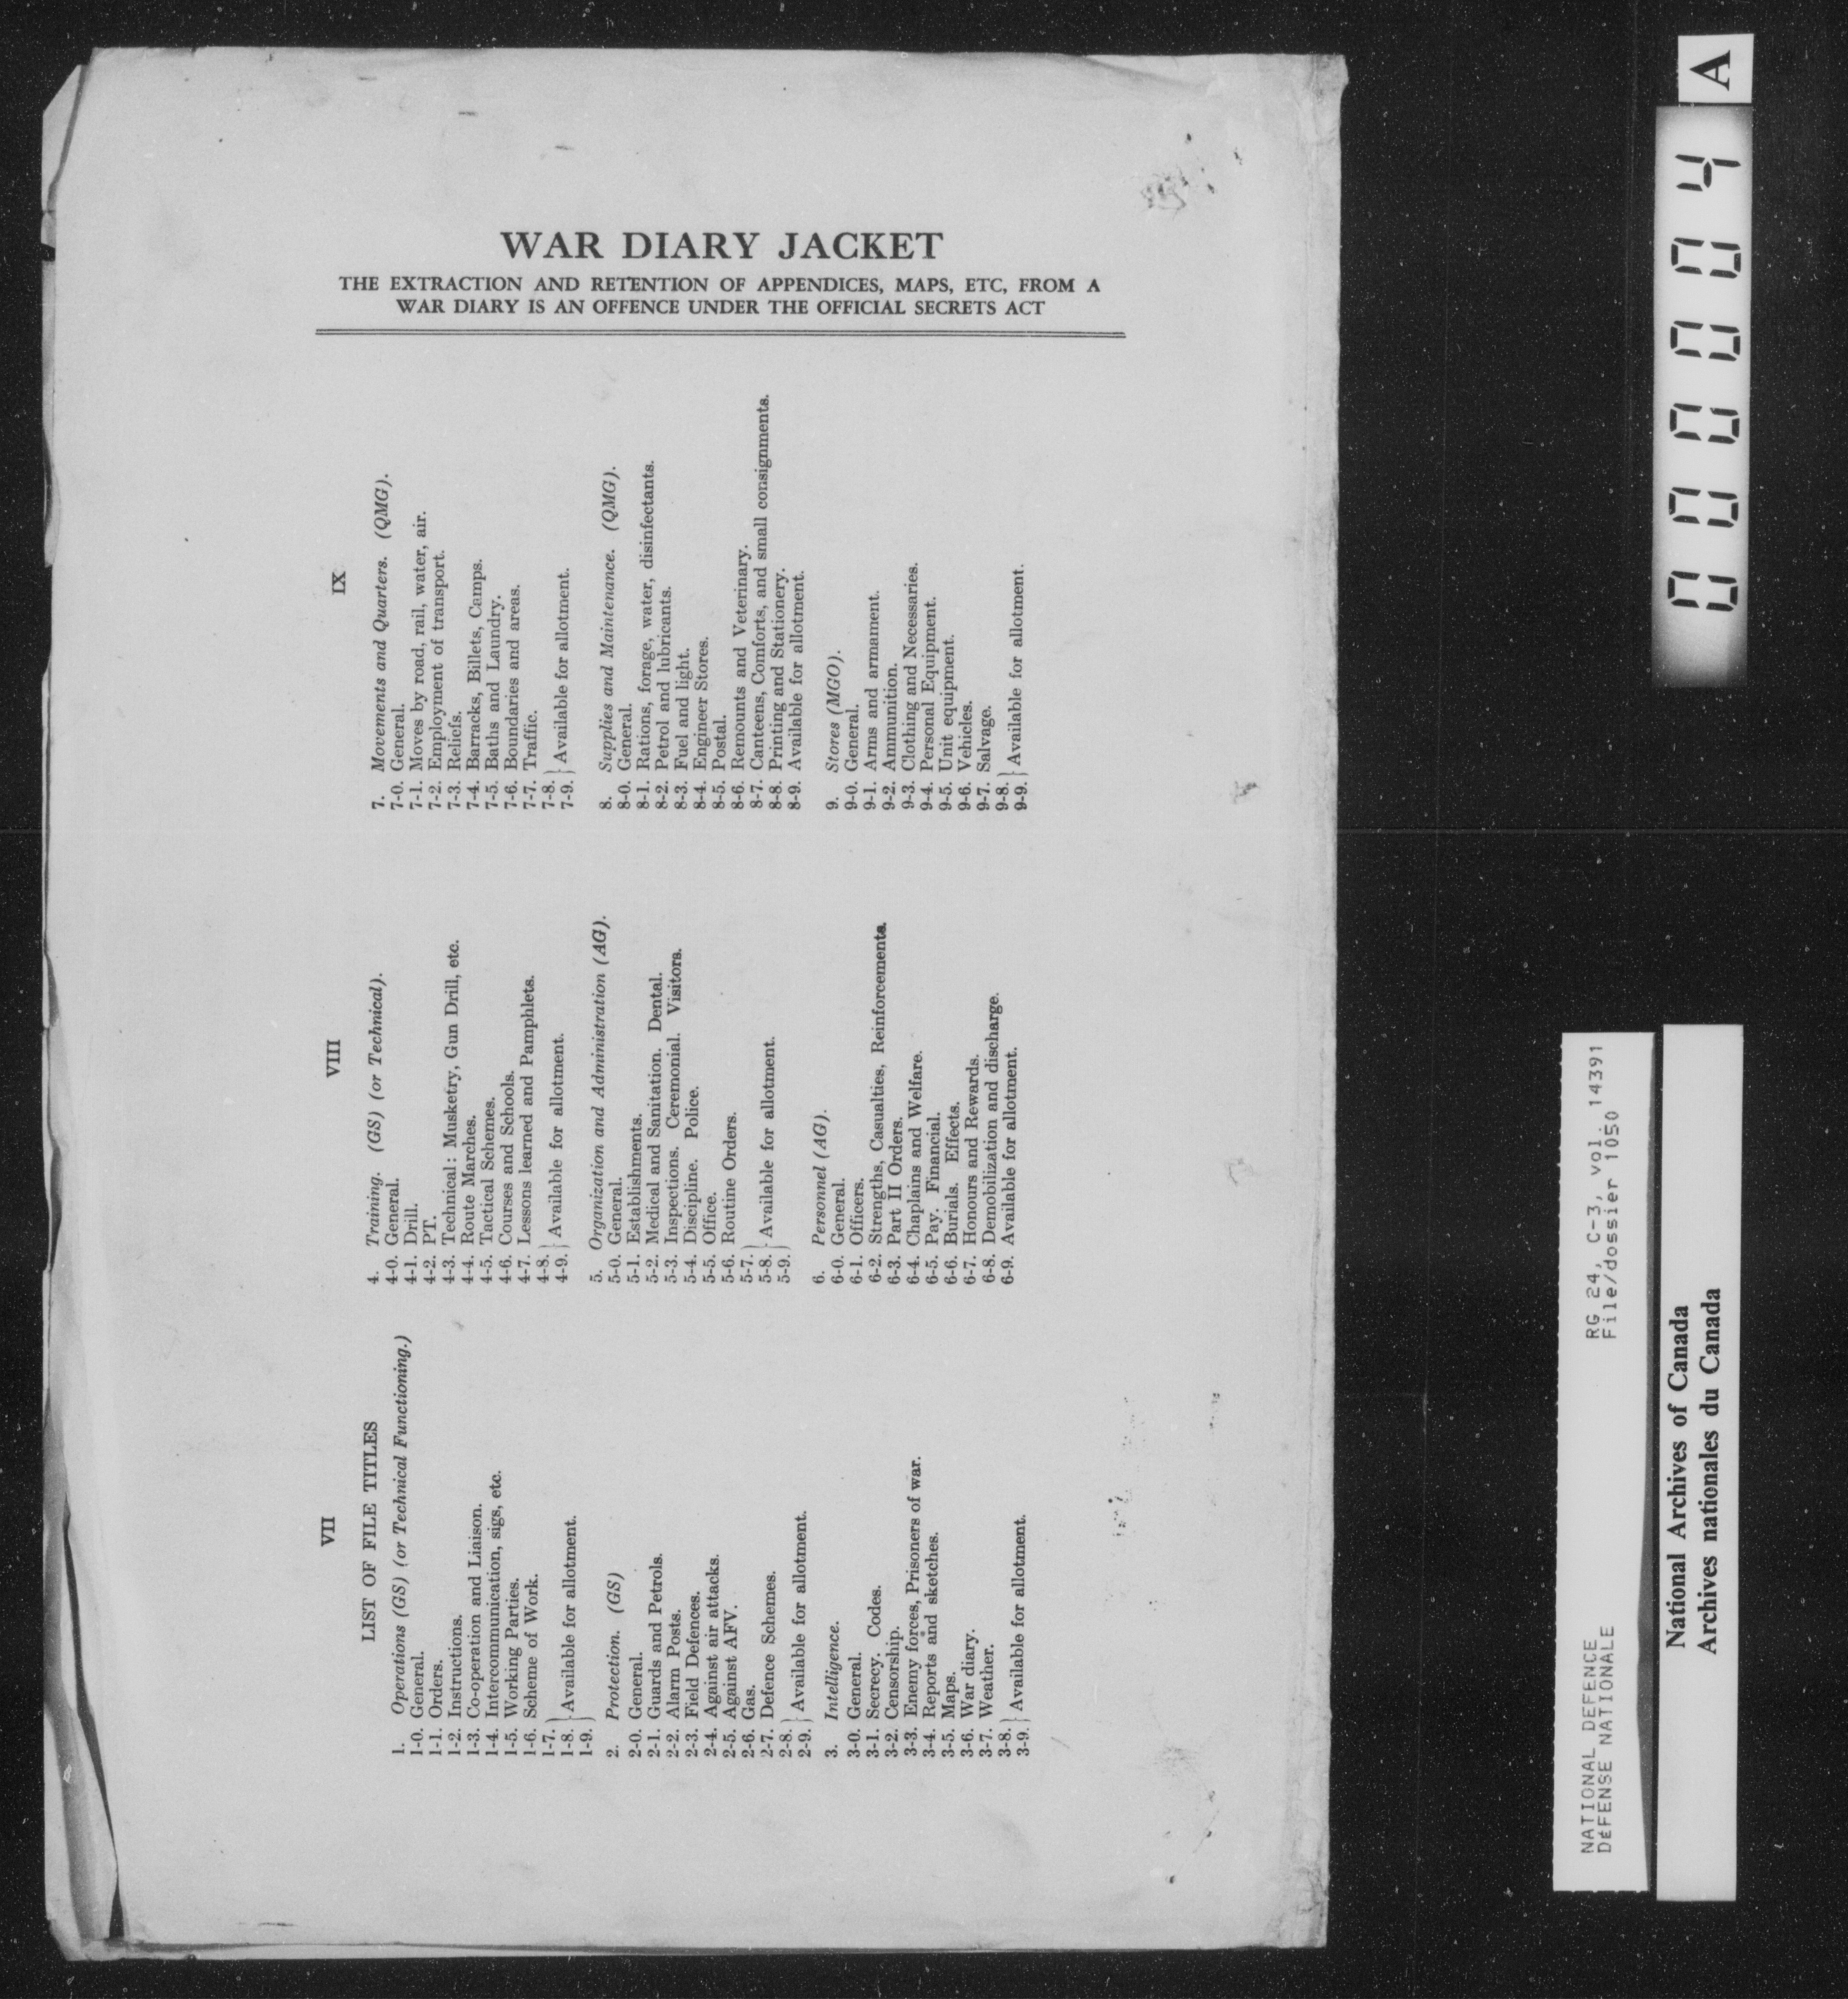 WAR DIARY JACKET
THE EXTRACTION AND RETENTION OF APPENDICES, MAPS, ETC, FROM A
WAR DIARY IS AN OFFENCE UNDER THE OFFICIAL SECRETS ACT
VII
LIST OF FILE TITLES
1. Operations (GS) (or Technical Functioning.)
1-0. General.
1-1. Orders.
1-2. Instructions.
1-3. Co-operation and Liaison.
1-4. Intercommunication, sigs, etc.
1-5. Working Parties.
1-6. Scheme of Work.
1-7.
1-8. } Available for allotment.
1-9.
2. Protection. (GS)
2-0. General.
2-1. Guards and Petrols.
2-2. Alarm Posts.
2-3. Field Defences.
2-4. Against air attacks.
2-5. Against AFV.
2-6. Gas.
2-7. Defence Schemes.
2-8. } Available for allotment.
2-9.
3. Intelligence.
3-0. General.
3-1. Secrecy. Codes.
3-2. Censorship.
3-3. Enemy forces, Prisoners of war.
3-4. Reports and sketches.
3-5. Maps.
3-6. War diary.
3-7. Weather.
3-8. } Available for allotment.
3-9.
VIII
4. Training. (GS) (or Technical).
4-0. General.
4-1. Drill.
4-2. PT.
4-3. Technical: Musketry, Gun Drill, etc.
4-4. Route Marches.
4-5. Tactical Schemes.
4-6. Courses and Schools.
4-7. Lessons learned and Pamphlets.
4-8. } Available for allotment.
4-9.
5. Organization and Administration (AG).
5-0. General.
5-1. Establishments.
5-2. Medical and Sanitation. Dental.
5-3. Inspections. Ceremonial. Visitors.
5-4. Discipline. Police.
5-5. Office.
5-6. Routine Orders.
5-7.
5-8. } Available for allotment.
5-9.
6. Personnel (AG).
6-0. General.
6-1. Officers.
6-2. Strengths, Casualties, Reinforcements.
6-3. Part II Orders.
6-4. Chaplains and Welfare.
6-5. Pay. Financial.
6-6. Burials. Effects.
6-7. Honours and Rewards.
6-8. Demobilization and discharge.
6-9. Available for allotment.
IX
7. Movements and Quarters. (QMG).
7-0. General.
7-1. Moves by road, rail, water, air.
7-2. Employment of transport.
7-3. Reliefs.
7-4. Barracks, Billets, Camps.
7-5. Baths and Laundry.
7-6. Boundaries and areas.
7-7. Traffic.
7-8. } Available for allotment.
7-9.
8. Supplies and Maintenance. (QMG).
8-0. General.
8-1. Rations, forage, water, disinfectants.
8-2. Petrol and lubricants.
8-3. Fuel and light.
8-4. Engineer Stores.
8-5. Postal.
8-6. Remounts and Veterinary.
8-7. Canteens, Comforts, and small consignments.
8-8. Printing and Stationery.
8-9. Available for allotment.
9. Stores (MGO).
9-0. General.
9-1. Arms and armament.
9-2. Ammunition.
9-3. Clothing and Necessaries.
9-4. Personal Equipment.
9-5. Unit equipment.
9-6. Vehicles.
9-7. Salvage.
9-8. } Available for allotment.
9-9.
00004 A
NATIONAL DEFENCE RG 24, C-3, vol. 14391
DÉFENSE NATIONALE File/dossier 1050
National Archives of Canada
Archives nationales du Canada